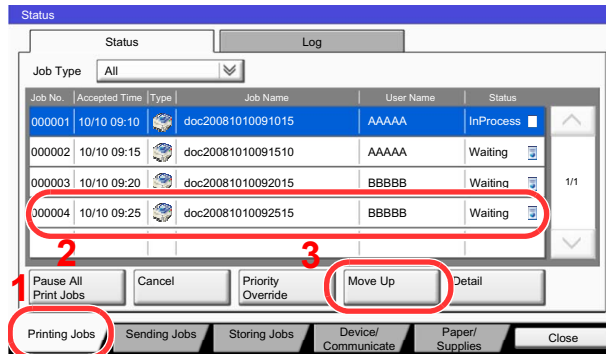 Status
Status
Log
Job Type
All
Job No. Accepted Time Type Job Name User Name Status
000001 10/10 09:10 doc20081010091015 AAAAA InProcess
000002 10/10 09:15 doc20081010091510 AAAAA Waiting
000003 10/10 09:20 doc20081010092015 BBBBB Waiting
1/1
000004 10/10 09:25 doc20081010092515 BBBBB Waiting
2
3
1
Pause All
Print Jobs
Cancel
Priority
Override
Move Up
Detail
Printing Jobs
Sending Jobs
Storing Jobs
Device/
Communicate
Paper/
Supplies
Close